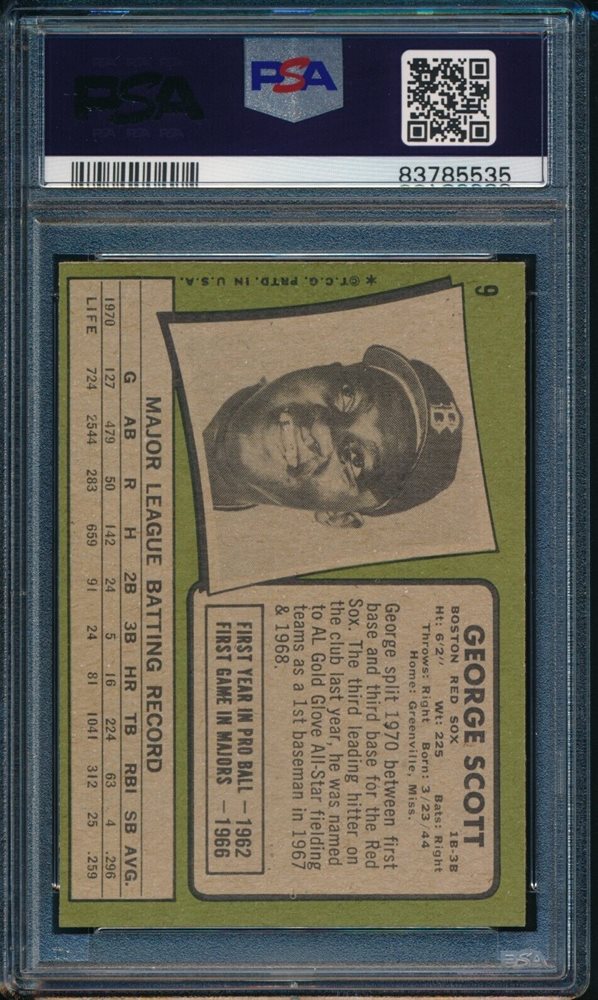 PSA
PSA
83785535
9
GEORGE SCOTT
BOSTON RED SOX 1B-3B
Ht: 6'2" Wt: 225 Bats: Right
Throws: Right Born: 3/23/44
Home: Greenville, Miss.
George split 1970 between first
base and third base for the Red
Sox. The third leading hitter on
the club last year, he was named
to AL Gold Glove All-Star fielding
teams as a 1st baseman in 1967
& 1968.
FIRST YEAR IN PRO BALL — 1962
FIRST GAME IN MAJORS — 1966
B
MAJOR LEAGUE BATTING RECORD
G AB R H 2B 3B HR TB RBI SB AVG.
1970 127 479 50 142 24 5 16 224 63 4 .296
LIFE 724 2544 283 659 91 24 81 1041 312 25 .259
*©T.C.G. PRTD. IN U.S.A.
PSA